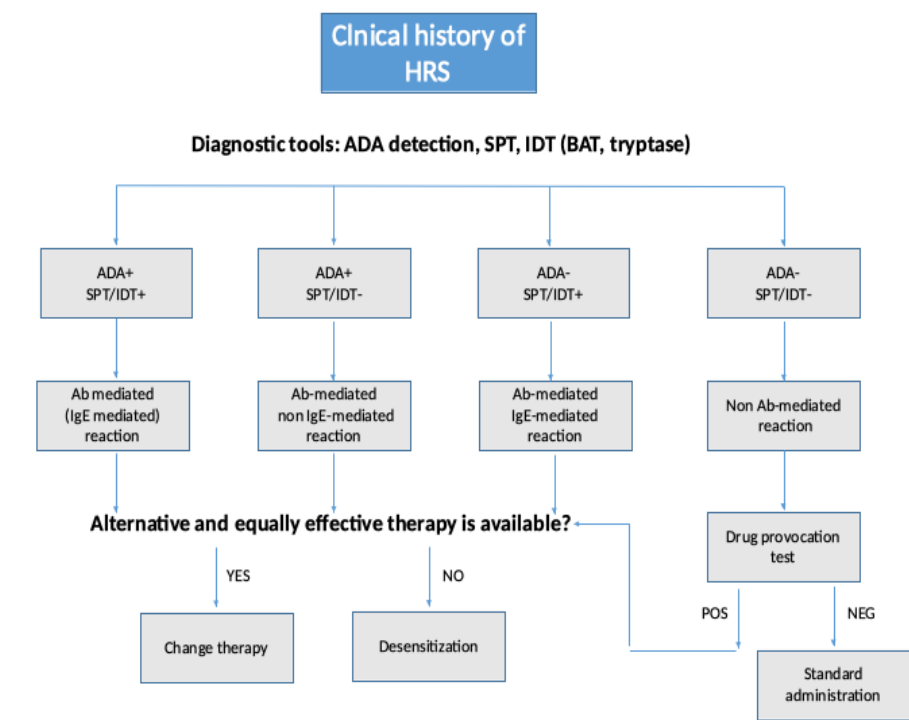 Clnical history of
HRS
Diagnostic tools: ADA detection, SPT, IDT (BAT, tryptase)
ADA+
SPT/IDT+
ADA+
SPT/IDT-
ADA-
SPT/IDT+
ADA-
SPT/IDT-
Ab mediated
(IgE mediated)
reaction
Ab-mediated
non IgE-mediated
reaction
Ab-mediated
IgE-mediated
reaction
Non Ab-mediated
reaction
Alternative and equally effective therapy is available?
Drug provocation
test
YES
NO
POS
NEG
Change therapy
Desensitization
Standard
administration